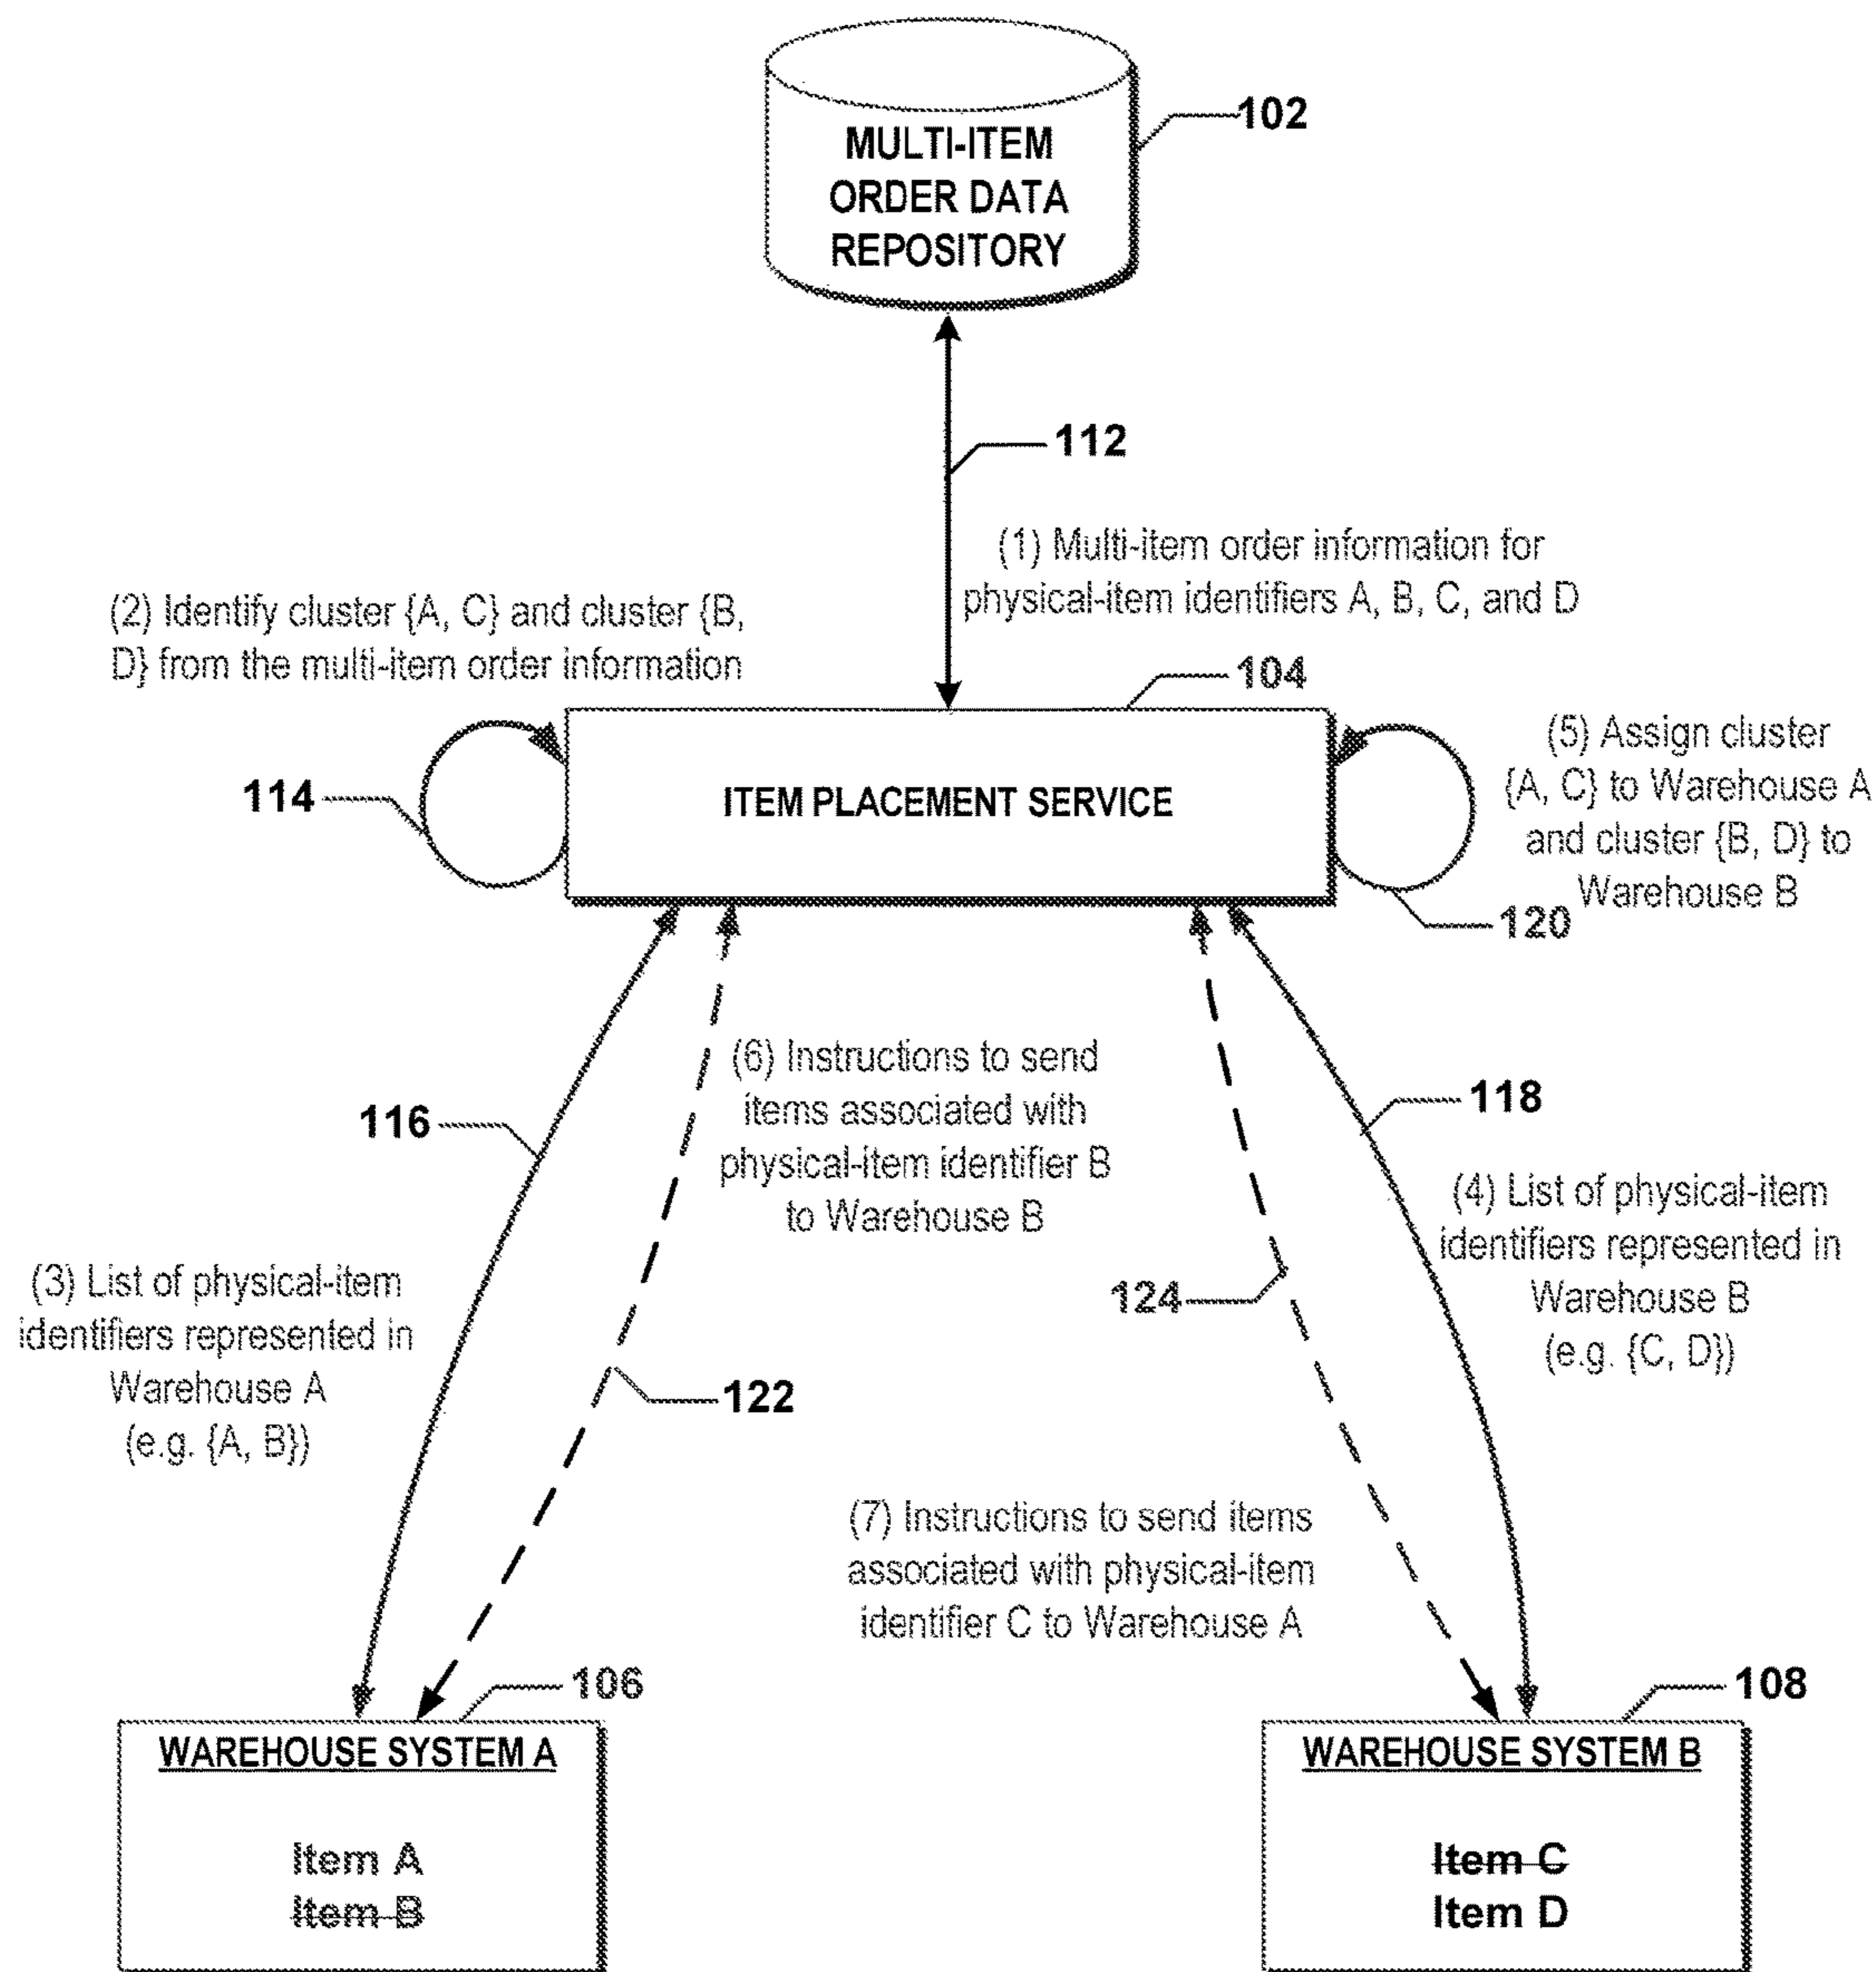 MULTI-ITEM
ORDER DATA
REPOSITORY
102
112
(1) Multi-item order information for
physical-item identifiers A, B, C, and D
(2) Identify cluster {A, C} and cluster {B,
D} from the multi-item order information
104
114
ITEM PLACEMENT SERVICE
(5) Assign cluster
{A, C} to Warehouse A
and cluster {B, D} to
Warehouse B
120
116
(6) Instructions to send
items associated with
physical-item identifier B
to Warehouse B
118
(4) List of physical-item
identifiers represented in
Warehouse B
(e.g. {C, D})
(3) List of physical-item
identifiers represented in
Warehouse A
(e.g. {A, B})
124
122
(7) Instructions to send items
associated with physical-item
identifier C to Warehouse A
106
108
WAREHOUSE SYSTEM A
Item A
Item B
WAREHOUSE SYSTEM B
Item C
Item D